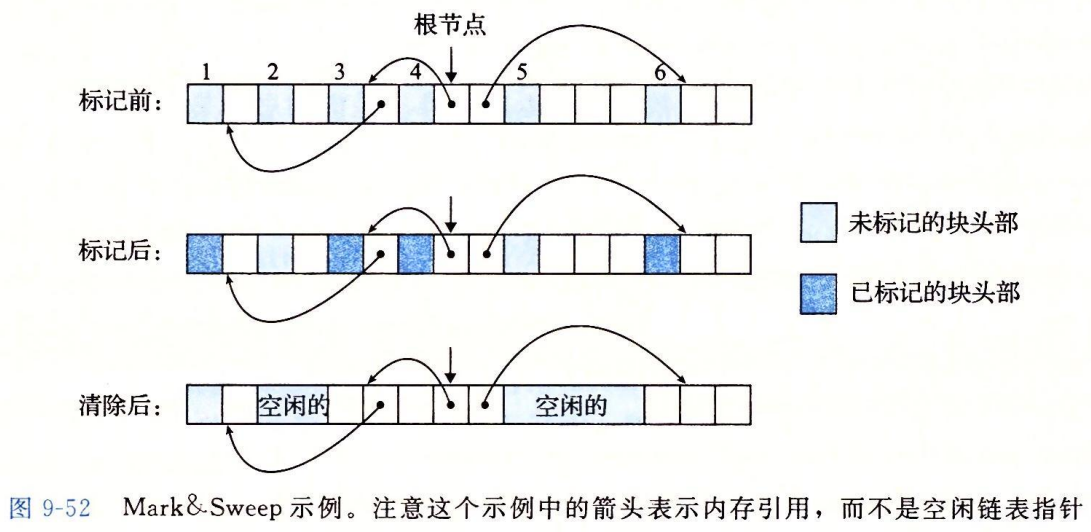 根节点
1 2 3 4 5 6
标记前：
标记后：
未标记的块头部
已标记的块头部
清除后： 空闲的 空闲的
图 9-52 Mark&Sweep 示例。注意这个示例中的箭头表示内存引用，而不是空闲链表指针